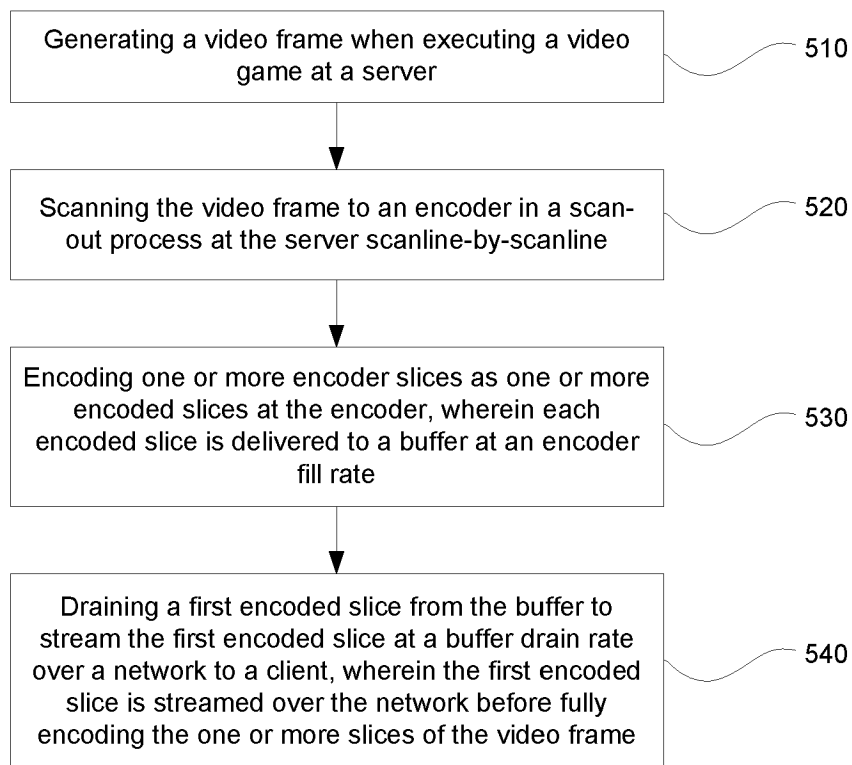 Generating a video frame when executing a video
game at a server
510
Scanning the video frame to an encoder in a scan-
out process at the server scanline-by-scanline
520
Encoding one or more encoder slices as one or more
encoded slices at the encoder, wherein each
encoded slice is delivered to a buffer at an encoder
fill rate
530
Draining a first encoded slice from the buffer to
stream the first encoded slice at a buffer drain rate
over a network to a client, wherein the first encoded
slice is streamed over the network before fully
encoding the one or more slices of the video frame
540